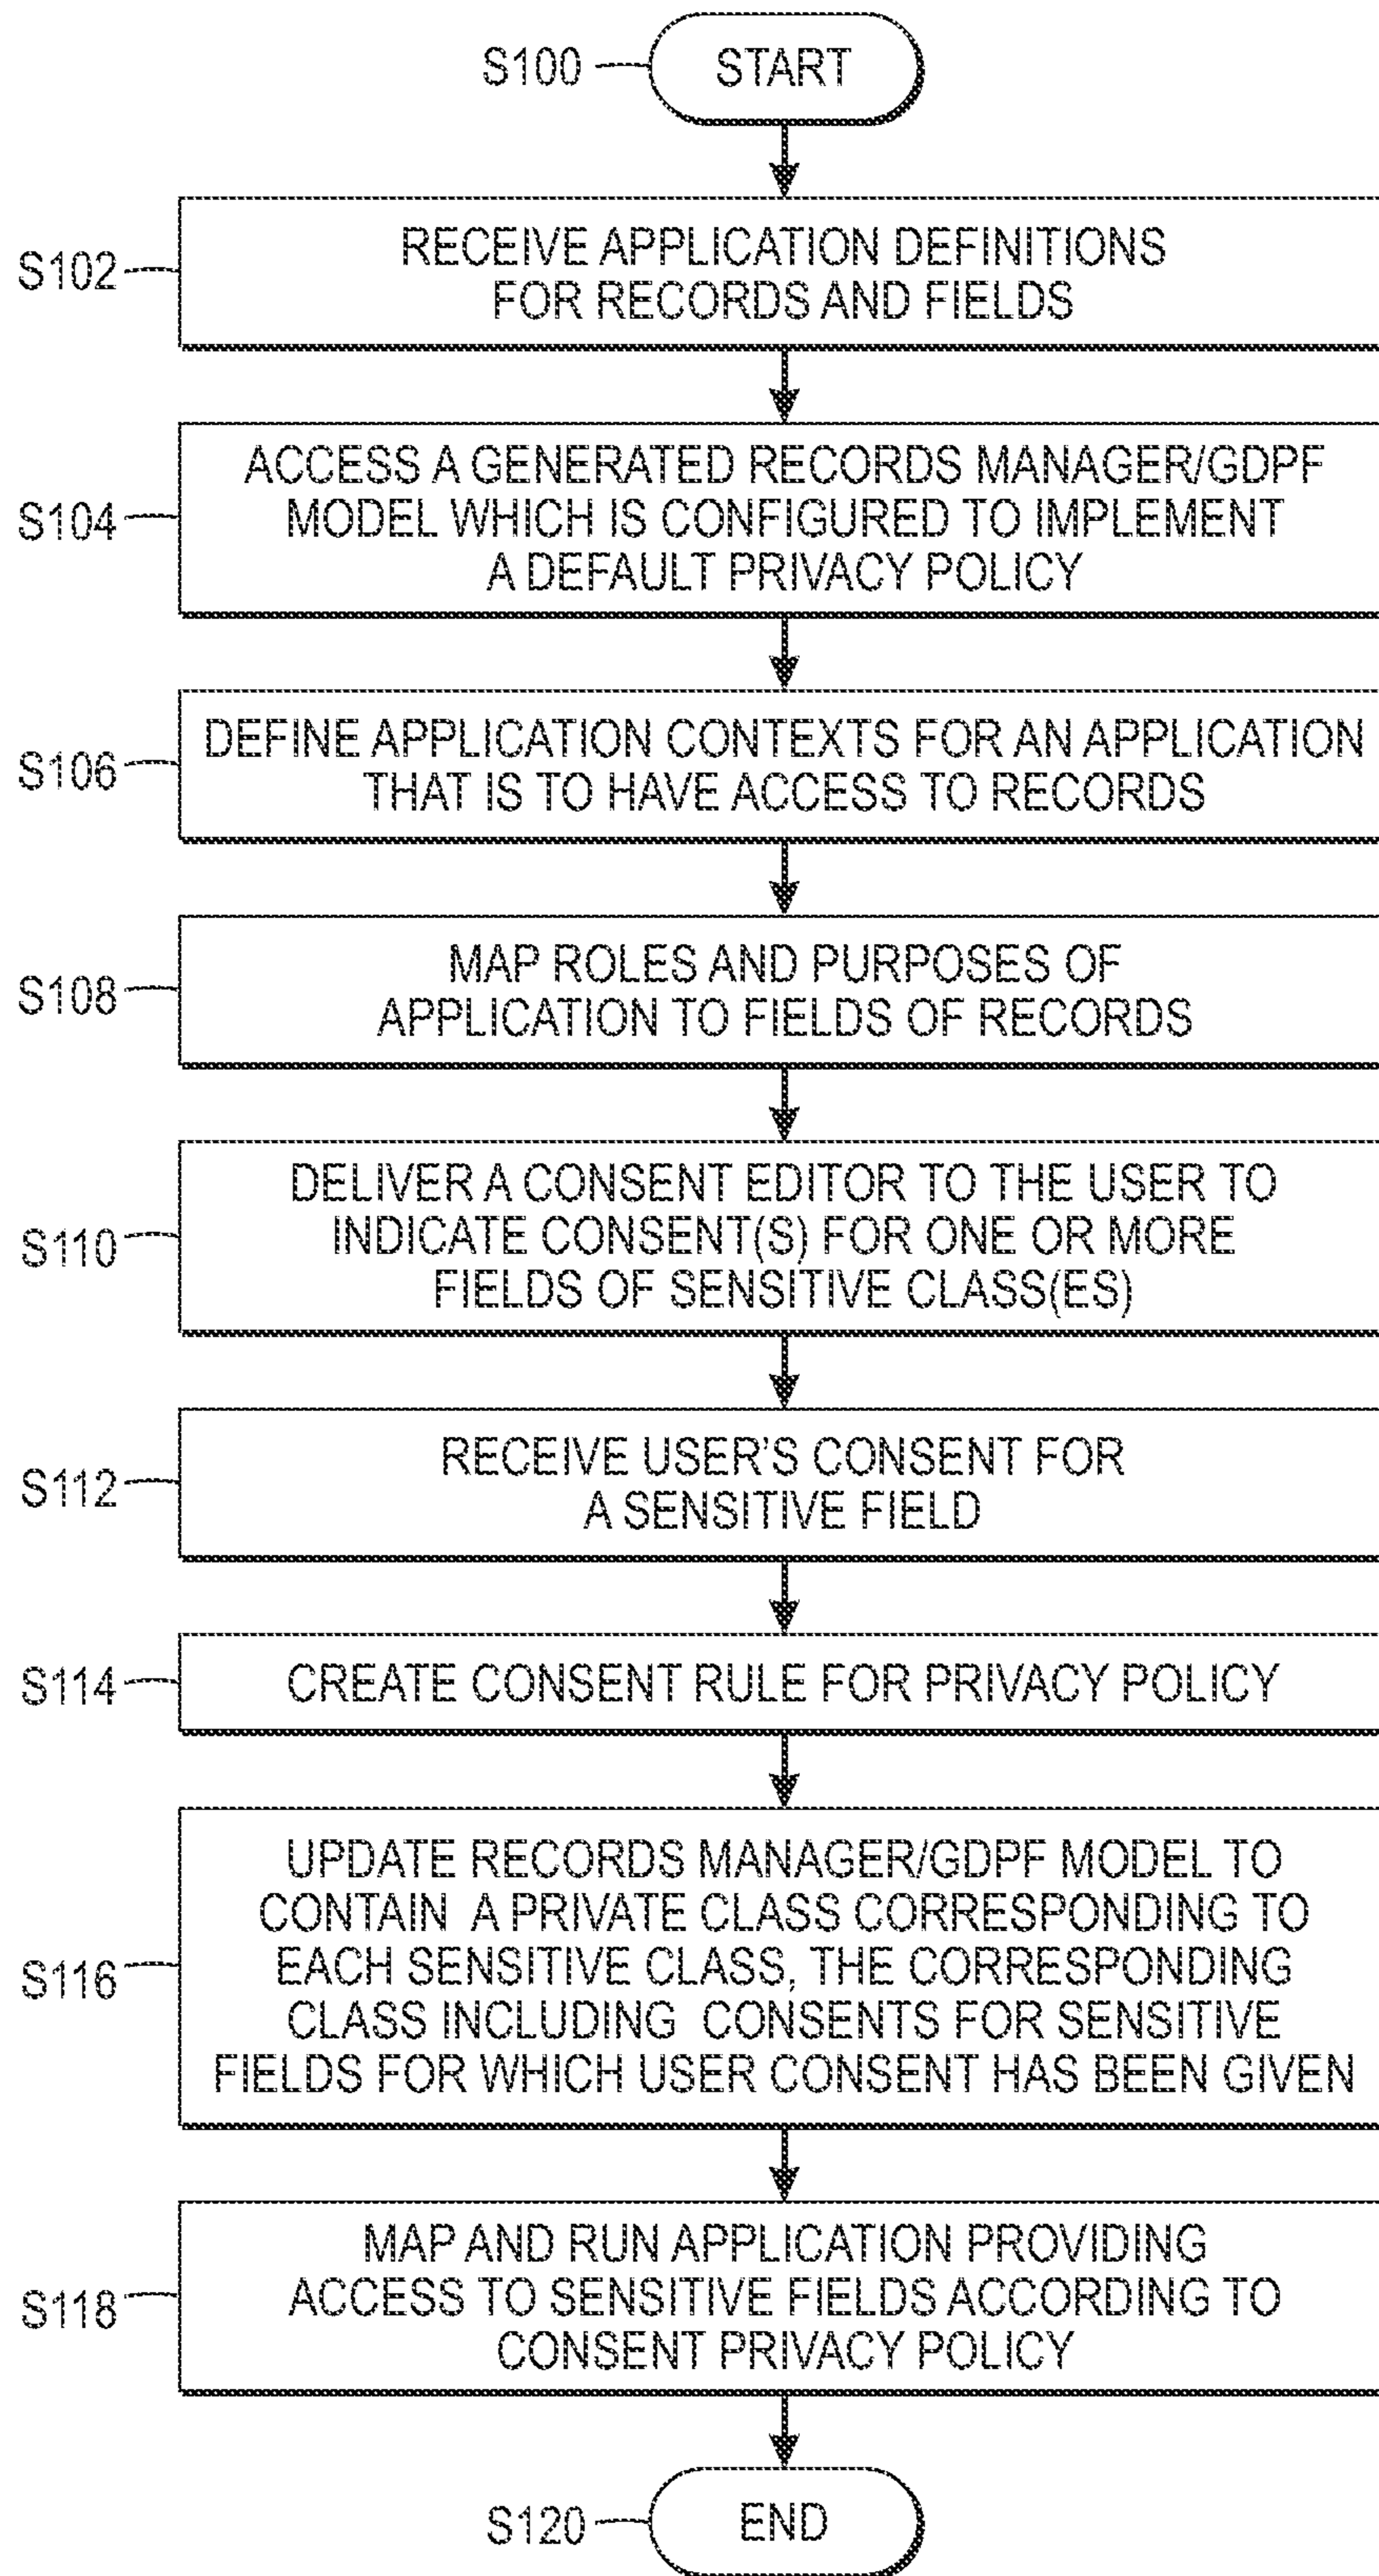 S100
START
S102
RECEIVE APPLICATION DEFINITIONS
FOR RECORDS AND FIELDS
S104
ACCESS A GENERATED RECORDS MANAGER/GDPF
MODEL WHICH IS CONFIGURED TO IMPLEMENT
A DEFAULT PRIVACY POLICY
S106
DEFINE APPLICATION CONTEXTS FOR AN APPLICATION
THAT IS TO HAVE ACCESS TO RECORDS
S108
MAP ROLES AND PURPOSES OF
APPLICATION TO FIELDS OF RECORDS
S110
DELIVER A CONSENT EDITOR TO THE USER TO
INDICATE CONSENT(S) FOR ONE OR MORE
FIELDS OF SENSITIVE CLASS(ES)
S112
RECEIVE USER'S CONSENT FOR
A SENSITIVE FIELD
S114
CREATE CONSENT RULE FOR PRIVACY POLICY
S116
UPDATE RECORDS MANAGER/GDPF MODEL TO
CONTAIN A PRIVATE CLASS CORRESPONDING TO
EACH SENSITIVE CLASS, THE CORRESPONDING
CLASS INCLUDING CONSENTS FOR SENSITIVE
FIELDS FOR WHICH USER CONSENT HAS BEEN GIVEN
S118
MAP AND RUN APPLICATION PROVIDING
ACCESS TO SENSITIVE FIELDS ACCORDING TO
CONSENT PRIVACY POLICY
S120
END